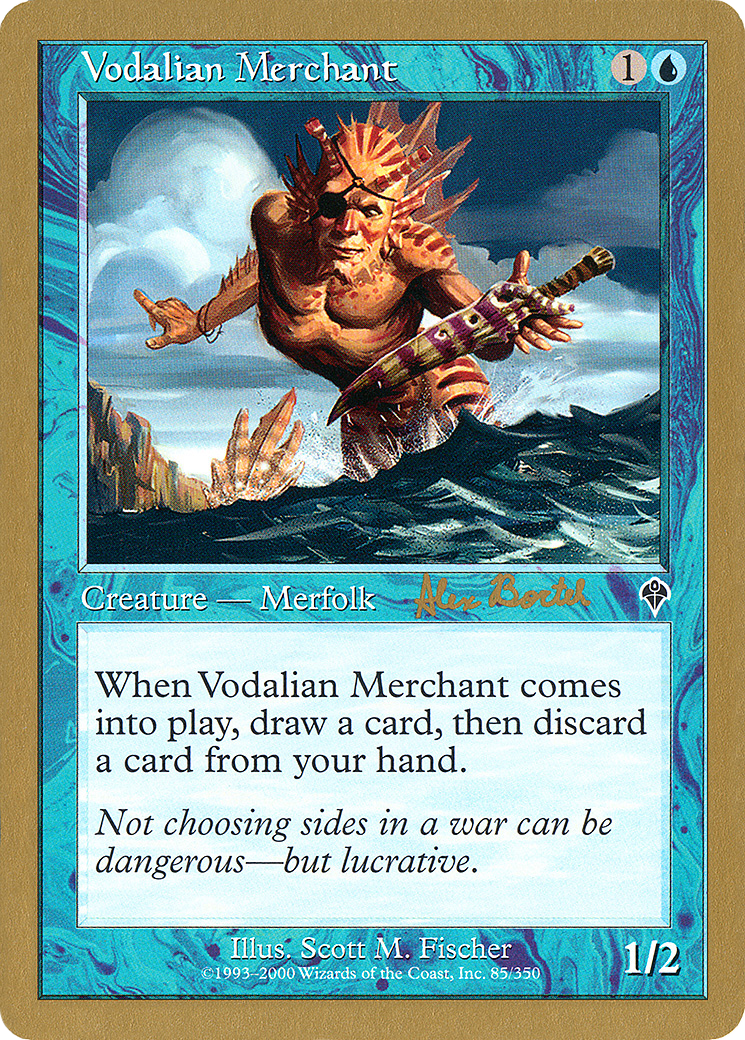 Vodalian Merchant 1
Creature — Merfolk Alex Bortel
When Vodalian Merchant comes
into play, draw a card, then discard
a card from your hand.
Not choosing sides in a war can be
dangerous—but lucrative.
Illus. Scott M. Fischer
©1993–2000 Wizards of the Coast, Inc. 85/350
1/2